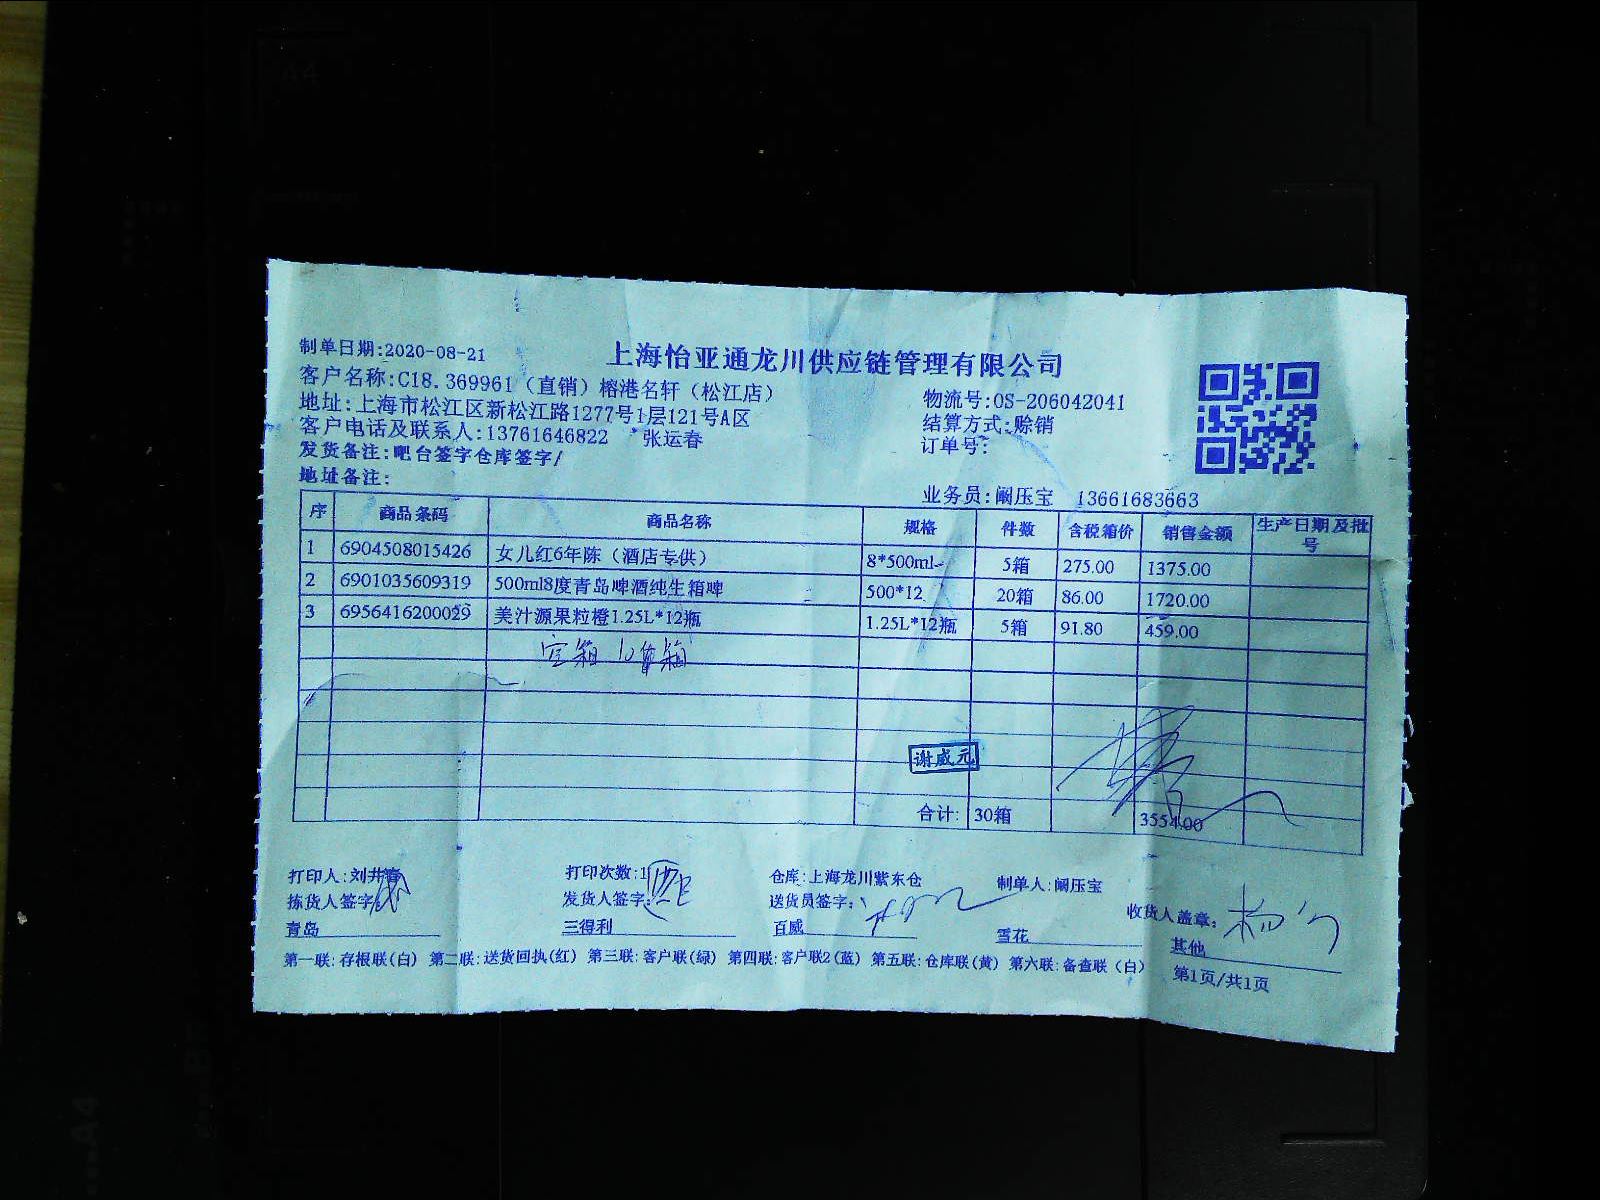 上海怡亚通龙川供应链管理有限公司
制单日期:2020-08-21
客户名称:C18.369961（直销）榕港名轩（松江店）
物流号:OS-206042041
地址:上海市松江区新松江路1277号1层121号A区
结算方式:赊销
客户电话及联系人:13761646822 张运春
订单号:
发货备注:吧台签字仓库签字/
地址备注:
业务员:阚压宝 13661683663
序 商品条码 商品名称 规格 件数 含税箱价 销售金额 生产日期及批号
1 6904508015426 女儿红6年陈（酒店专供） 8*500ml 5箱 275.00 1375.00
2 6901035609319 500ml8度青岛啤酒纯生箱啤 500*12 20箱 86.00 1720.00
3 6956416200029 美汁源果粒橙1.25L*12瓶 1.25L*12瓶 5箱 91.80 459.00
空箱 10 箱
谢威元
合计: 30箱 3554.00
打印人:刘井春 打印次数:1 仓库:上海龙川紫东仓 制单人:阚压宝
拣货人签字: 发货人签字: 送货员签字: 收货人盖章:
青岛 三得利 百威 雪花 其他
第一联:存根联(白) 第二联:送货回执(红) 第三联:客户联(绿) 第四联:客户联2(蓝) 第五联:仓库联(黄) 第六联:备查联（白）
第1页/共1页